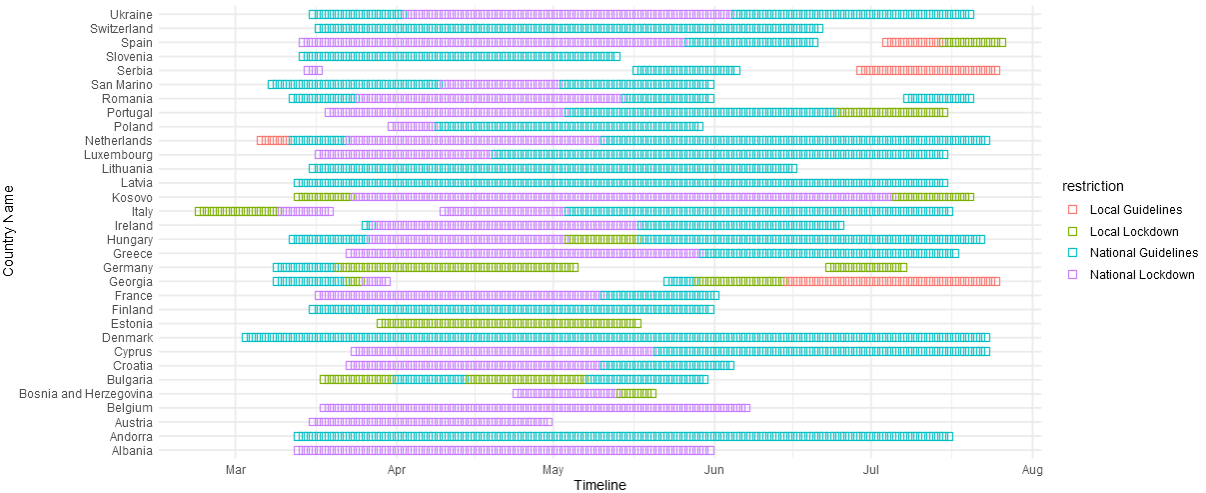 Country Name
Ukraine
Switzerland
Spain
Slovenia
Serbia
San Marino
Romania
Portugal
Poland
Netherlands
Luxembourg
Lithuania
Latvia
Kosovo
Italy
Ireland
Hungary
Greece
Germany
Georgia
France
Finland
Estonia
Denmark
Cyprus
Croatia
Bulgaria
Bosnia and Herzegovina
Belgium
Austria
Andorra
Albania
Mar Apr May Jun Jul Aug
Timeline
restriction
Local Guidelines
Local Lockdown
National Guidelines
National Lockdown